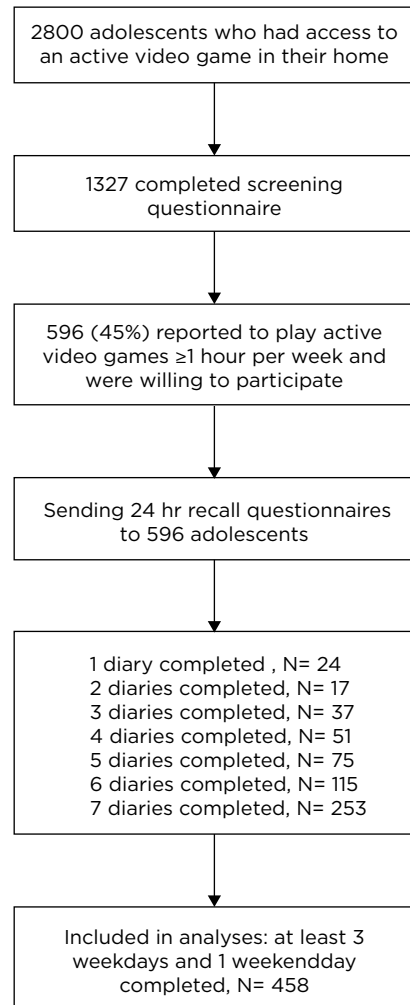 2800 adolescents who had access to
an active video game in their home
1327 completed screening
questionnaire
596 (45%) reported to play active
video games ≥1 hour per week and
were willing to participate
Sending 24 hr recall questionnaires
to 596 adolescents
1 diary completed , N= 24
2 diaries completed, N= 17
3 diaries completed, N= 37
4 diaries completed, N= 51
5 diaries completed, N= 75
6 diaries completed, N= 115
7 diaries completed, N= 253
Included in analyses: at least 3
weekdays and 1 weekendday
completed, N= 458